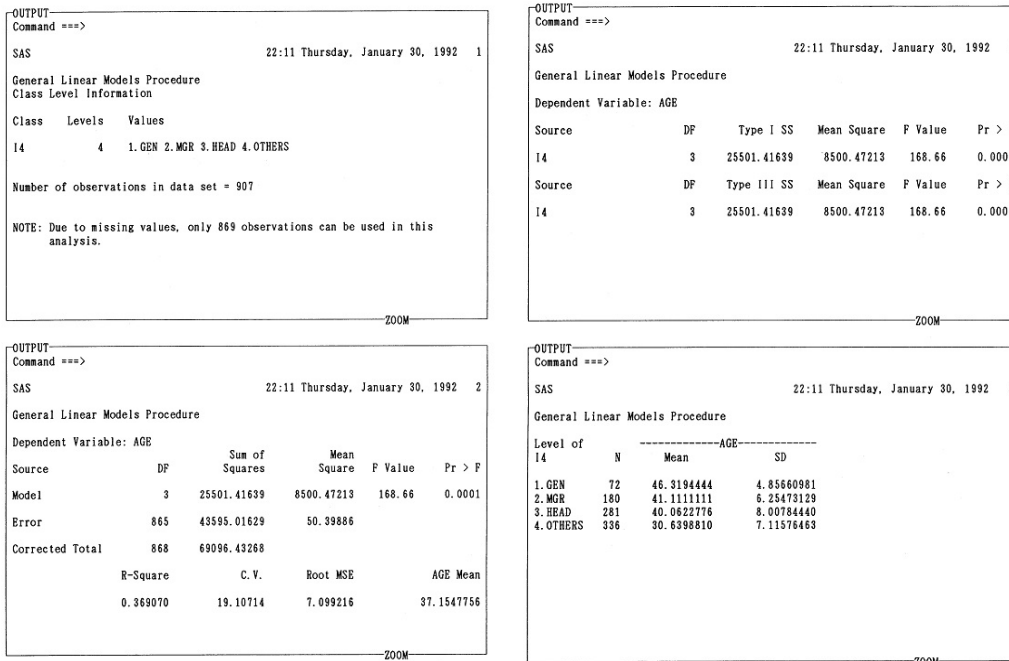 OUTPUT
Command ===>
SAS 22:11 Thursday, January 30, 1992 1
General Linear Models Procedure
Class Level Information
Class Levels Values
I4 4 1.GEN 2.MGR 3.HEAD 4.OTHERS
Number of observations in data set = 907
NOTE: Due to missing values, only 869 observations can be used in this
analysis.
ZOOM
OUTPUT
Command ===>
SAS 22:11 Thursday, January 30, 1992 2
General Linear Models Procedure
Dependent Variable: AGE
Sum of Mean
Source DF Squares Square F Value Pr > F
Model 3 25501.41639 8500.47213 168.66 0.0001
Error 865 43595.01629 50.39886
Corrected Total 868 69096.43268
R-Square C.V. Root MSE AGE Mean
0.369070 19.10714 7.099216 37.1547756
ZOOM
OUTPUT
Command ===>
SAS 22:11 Thursday, January 30, 1992
General Linear Models Procedure
Dependent Variable: AGE
Source DF Type I SS Mean Square F Value Pr >
I4 3 25501.41639 8500.47213 168.66 0.000
Source DF Type III SS Mean Square F Value Pr >
I4 3 25501.41639 8500.47213 168.66 0.000
ZOOM
OUTPUT
Command ===>
SAS 22:11 Thursday, January 30, 1992
General Linear Models Procedure
Level of -------------AGE-------------
I4 N Mean SD
1.GEN 72 46.3194444 4.85660981
2.MGR 180 41.1111111 6.25473129
3.HEAD 281 40.0622776 8.00784440
4.OTHERS 336 30.6398810 7.11576463
ZOOM